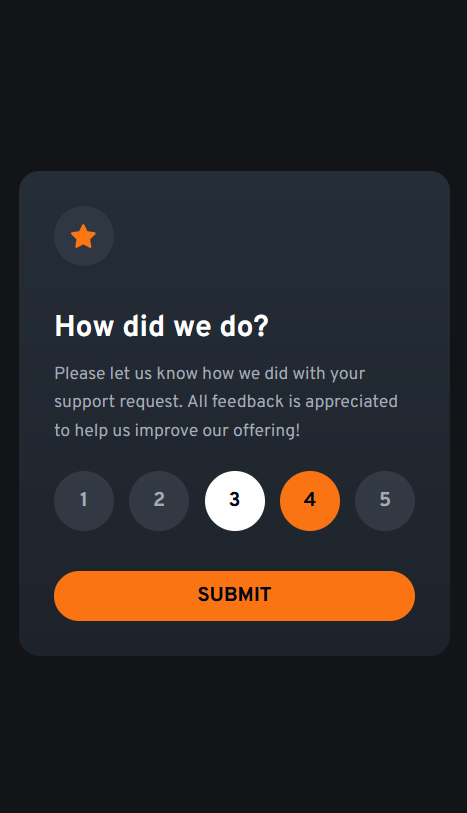 How did we do?
Please let us know how we did with your
support request. All feedback is appreciated
to help us improve our offering!
1 2 3 4 5
SUBMIT